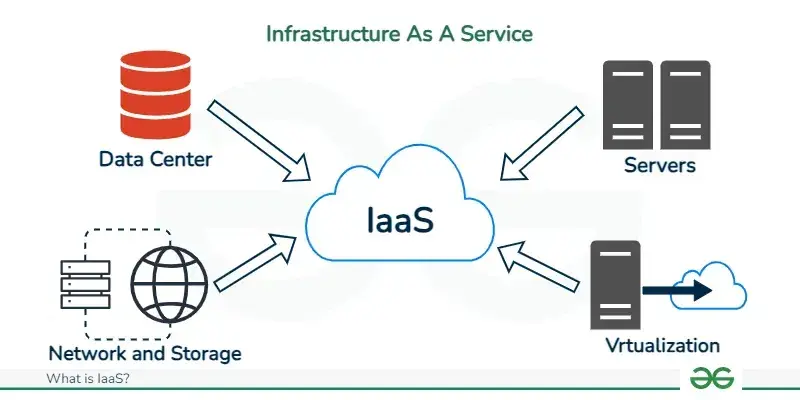 Infrastructure As A Service
Data Center
Servers
IaaS
Network and Storage
Vrtualization
What is IaaS?